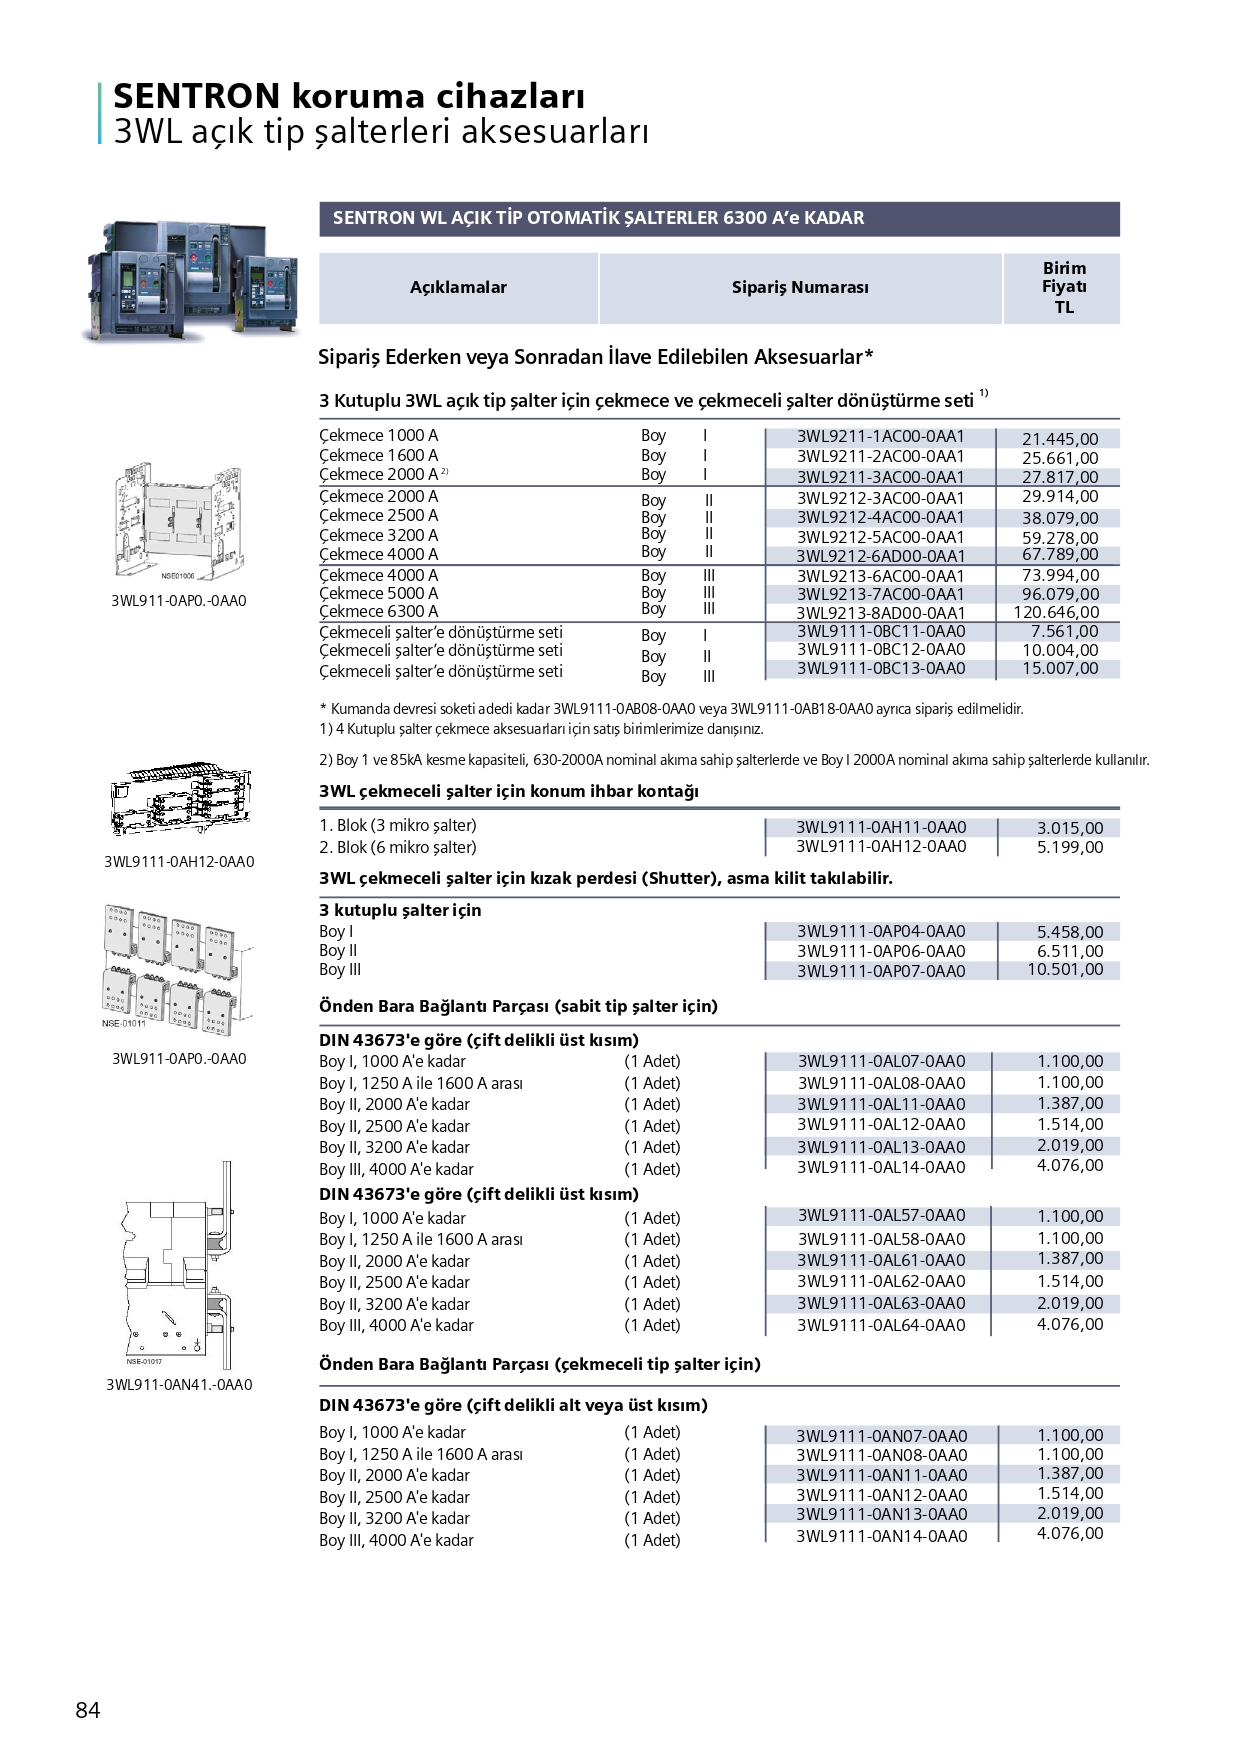 SENTRON koruma cihazları
3WL açık tip şalterleri aksesuarları
SENTRON WL AÇIK TİP OTOMATİK ŞALTERLER 6300 A’e KADAR
Açıklamalar Sipariş Numarası Birim Fiyatı TL
Sipariş Ederken veya Sonradan İlave Edilebilen Aksesuarlar*
3 Kutuplu 3WL açık tip şalter için çekmece ve çekmeceli şalter dönüştürme seti 1)
Çekmece 1000 A Boy I 3WL9211-1AC00-0AA1 21.445,00
Çekmece 1600 A Boy I 3WL9211-2AC00-0AA1 25.661,00
Çekmece 2000 A 2) Boy I 3WL9211-3AC00-0AA1 27.817,00
Çekmece 2000 A Boy II 3WL9212-3AC00-0AA1 29.914,00
Çekmece 2500 A Boy II 3WL9212-4AC00-0AA1 38.079,00
Çekmece 3200 A Boy II 3WL9212-5AC00-0AA1 59.278,00
Çekmece 4000 A Boy II 3WL9212-6AD00-0AA1 67.789,00
Çekmece 4000 A Boy III 3WL9213-6AC00-0AA1 73.994,00
Çekmece 5000 A Boy III 3WL9213-7AC00-0AA1 96.079,00
Çekmece 6300 A Boy III 3WL9213-8AD00-0AA1 120.646,00
Çekmeceli şalter’e dönüştürme seti Boy I 3WL9111-0BC11-0AA0 7.561,00
Çekmeceli şalter’e dönüştürme seti Boy II 3WL9111-0BC12-0AA0 10.004,00
Çekmeceli şalter’e dönüştürme seti Boy III 3WL9111-0BC13-0AA0 15.007,00
NSE01006
3WL911-0AP0.-0AA0
* Kumanda devresi soketi adedi kadar 3WL9111-0AB08-0AA0 veya 3WL9111-0AB18-0AA0 ayrıca sipariş edilmelidir.
1) 4 Kutuplu şalter çekmece aksesuarları için satış birimlerimize danışınız.
2) Boy 1 ve 85kA kesme kapasiteli, 630-2000A nominal akıma sahip şalterlerde ve Boy I 2000A nominal akıma sahip şalterlerde kullanılır.
3WL çekmeceli şalter için konum ihbar kontağı
1. Blok (3 mikro şalter) 3WL9111-0AH11-0AA0 3.015,00
2. Blok (6 mikro şalter) 3WL9111-0AH12-0AA0 5.199,00
3WL9111-0AH12-0AA0
3WL çekmeceli şalter için kızak perdesi (Shutter), asma kilit takılabilir.
3 kutuplu şalter için
Boy I 3WL9111-0AP04-0AA0 5.458,00
Boy II 3WL9111-0AP06-0AA0 6.511,00
Boy III 3WL9111-0AP07-0AA0 10.501,00
NSE-01011
3WL911-0AP0.-0AA0
Önden Bara Bağlantı Parçası (sabit tip şalter için)
DIN 43673'e göre (çift delikli üst kısım)
Boy I, 1000 A'e kadar (1 Adet) 3WL9111-0AL07-0AA0 1.100,00
Boy I, 1250 A ile 1600 A arası (1 Adet) 3WL9111-0AL08-0AA0 1.100,00
Boy II, 2000 A'e kadar (1 Adet) 3WL9111-0AL11-0AA0 1.387,00
Boy II, 2500 A'e kadar (1 Adet) 3WL9111-0AL12-0AA0 1.514,00
Boy II, 3200 A'e kadar (1 Adet) 3WL9111-0AL13-0AA0 2.019,00
Boy III, 4000 A'e kadar (1 Adet) 3WL9111-0AL14-0AA0 4.076,00
DIN 43673'e göre (çift delikli üst kısım)
Boy I, 1000 A'e kadar (1 Adet) 3WL9111-0AL57-0AA0 1.100,00
Boy I, 1250 A ile 1600 A arası (1 Adet) 3WL9111-0AL58-0AA0 1.100,00
Boy II, 2000 A'e kadar (1 Adet) 3WL9111-0AL61-0AA0 1.387,00
Boy II, 2500 A'e kadar (1 Adet) 3WL9111-0AL62-0AA0 1.514,00
Boy II, 3200 A'e kadar (1 Adet) 3WL9111-0AL63-0AA0 2.019,00
Boy III, 4000 A'e kadar (1 Adet) 3WL9111-0AL64-0AA0 4.076,00
NSE-01017
3WL911-0AN41.-0AA0
Önden Bara Bağlantı Parçası (çekmeceli tip şalter için)
DIN 43673'e göre (çift delikli alt veya üst kısım)
Boy I, 1000 A'e kadar (1 Adet) 3WL9111-0AN07-0AA0 1.100,00
Boy I, 1250 A ile 1600 A arası (1 Adet) 3WL9111-0AN08-0AA0 1.100,00
Boy II, 2000 A'e kadar (1 Adet) 3WL9111-0AN11-0AA0 1.387,00
Boy II, 2500 A'e kadar (1 Adet) 3WL9111-0AN12-0AA0 1.514,00
Boy II, 3200 A'e kadar (1 Adet) 3WL9111-0AN13-0AA0 2.019,00
Boy III, 4000 A'e kadar (1 Adet) 3WL9111-0AN14-0AA0 4.076,00
84